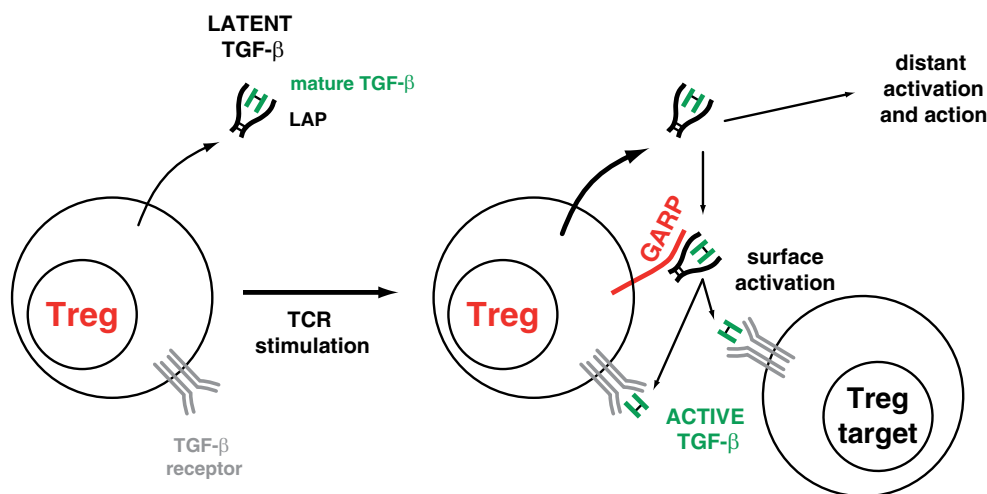 LATENT
TGF-β
mature TGF-β
LAP
Treg
TGF-β
receptor
TCR
stimulation
distant
activation
and action
GARP
surface
activation
Treg
ACTIVE
TGF-β
Treg
target